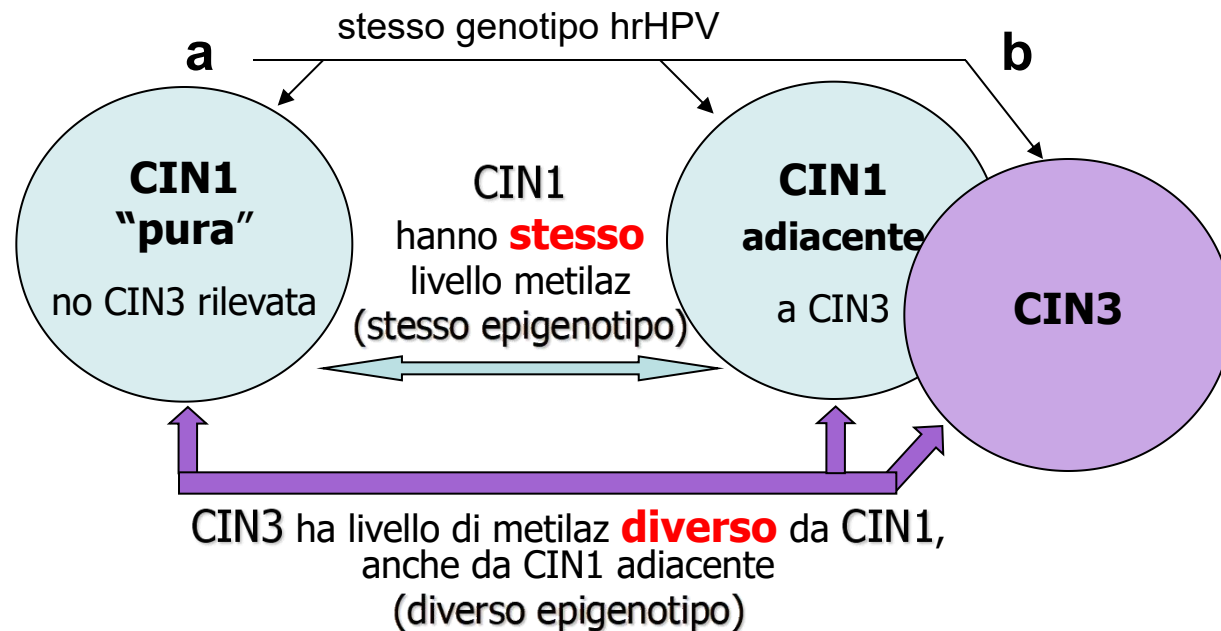 stesso genotipo hrHPV
a
b
CIN1
“pura”
no CIN3 rilevata
CIN1
hanno stesso
livello metilaz
(stesso epigenotipo)
CIN1
adiacente
a CIN3
CIN3
CIN3 ha livello di metilaz diverso da CIN1,
anche da CIN1 adiacente
(diverso epigenotipo)